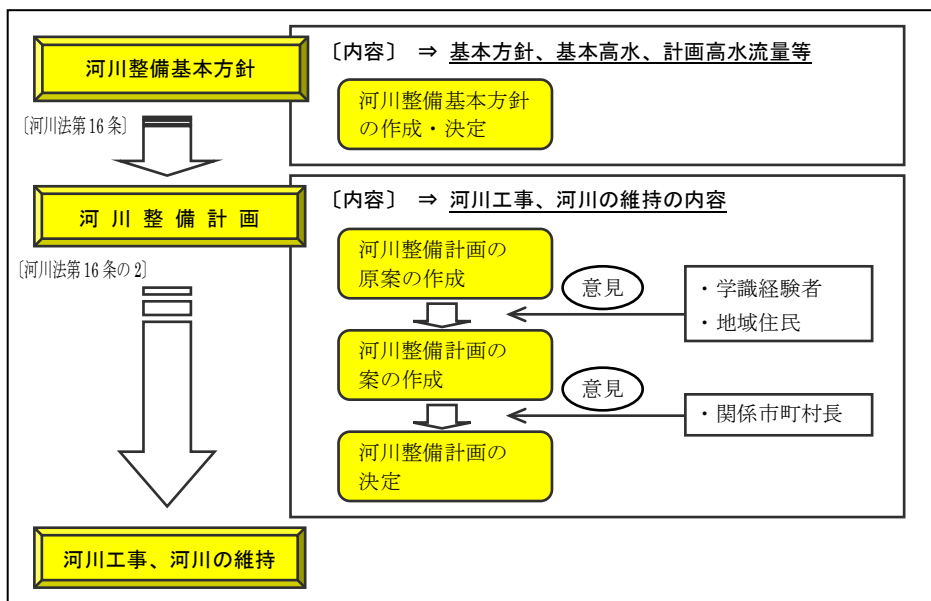 河川整備基本方針
〔内容〕 ⇒ 基本方針、基本高水、計画高水流量等
河川整備基本方針
の作成・決定
〔河川法第16条〕
河川整備計画
〔河川法第16条の2〕
〔内容〕 ⇒ 河川工事、河川の維持の内容
河川整備計画の
原案の作成
意見
・学識経験者
・地域住民
河川整備計画の
案の作成
意見
・関係市町村長
河川整備計画の
決定
河川工事、河川の維持